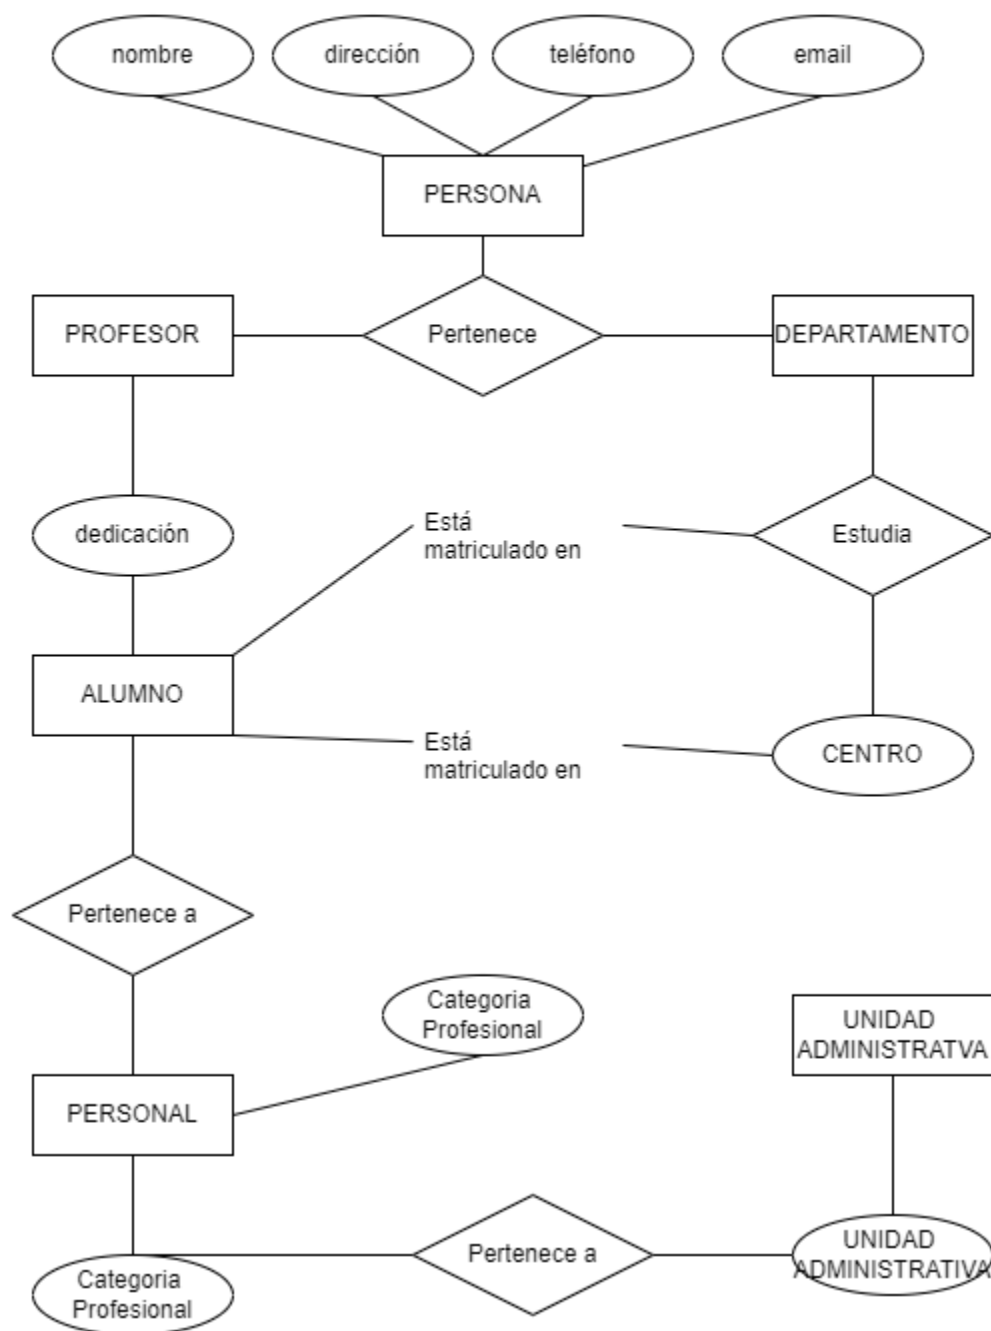 nombre
dirección
teléfono
email
PERSONA
PROFESOR
Pertenece
DEPARTAMENTO
dedicación
Está
matriculado en
Estudia
ALUMNO
Está
matriculado en
CENTRO
Pertenece a
Categoria
Profesional
UNIDAD
ADMINISTRATVA
PERSONAL
Categoria
Profesional
Pertenece a
UNIDAD
ADMINISTRATIVA